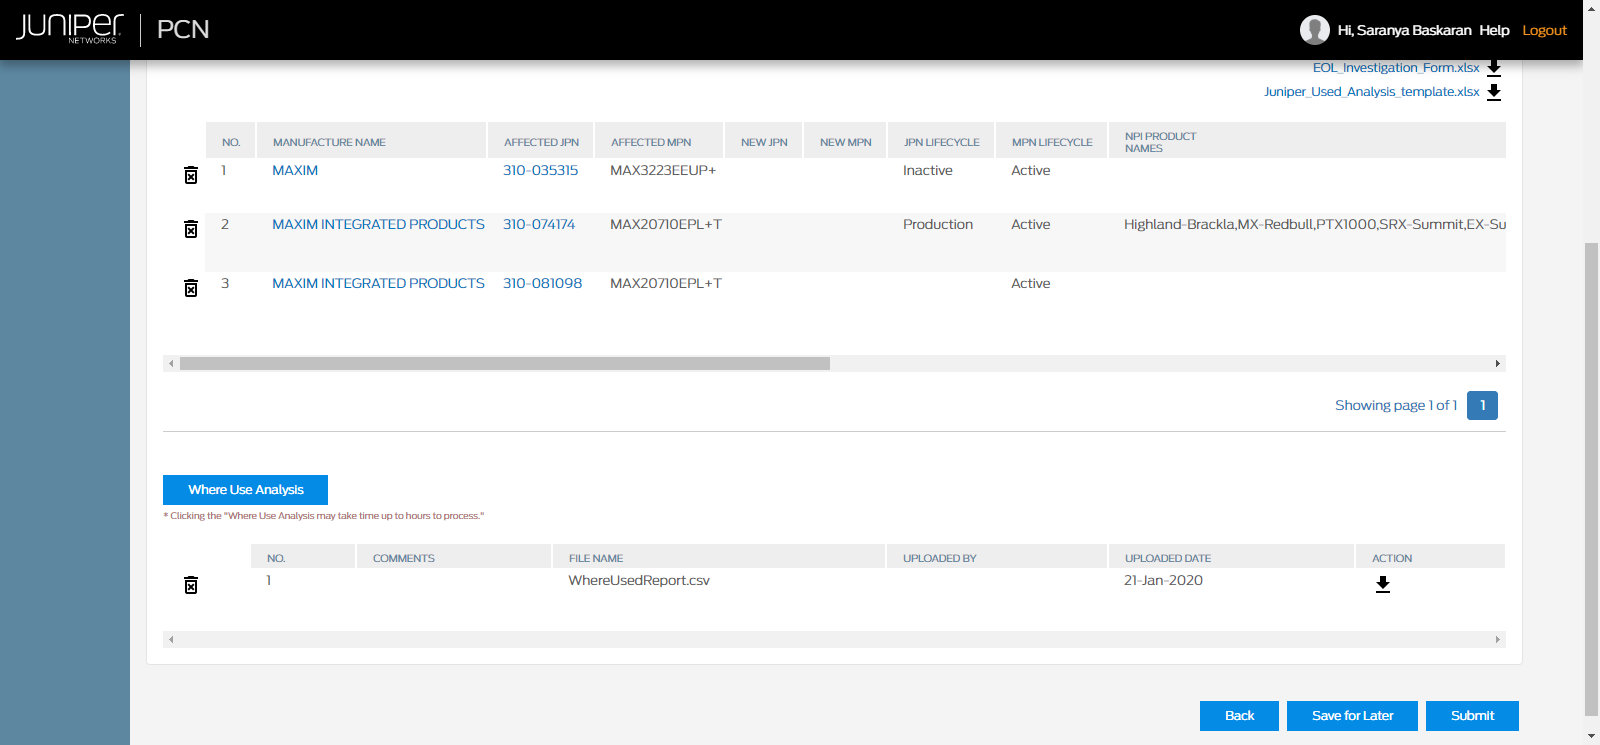 JUNIPER NETWORKS PCN Hi, Saranya Baskaran Help Logout
EOL_Investigation_Form.xlsx
Juniper_Used_Analysis_template.xlsx
NO. MANUFACTURE NAME AFFECTED JPN AFFECTED MPN NEW JPN NEW MPN JPN LIFECYCLE MPN LIFECYCLE NPI PRODUCT NAMES
1 MAXIM 310-035315 MAX3223EEUP+ Inactive Active
2 MAXIM INTEGRATED PRODUCTS 310-074174 MAX20710EPL+T Production Active Highland-Brackla,MX-Redbull,PTX1000,SRX-Summit,EX-Su
3 MAXIM INTEGRATED PRODUCTS 310-081098 MAX20710EPL+T Active
Showing page 1 of 1 1
Where Use Analysis
* Clicking the "Where Use Analysis may take time up to hours to process."
NO. COMMENTS FILE NAME UPLOADED BY UPLOADED DATE ACTION
1 WhereUsedReport.csv 21-Jan-2020
Back Save for Later Submit